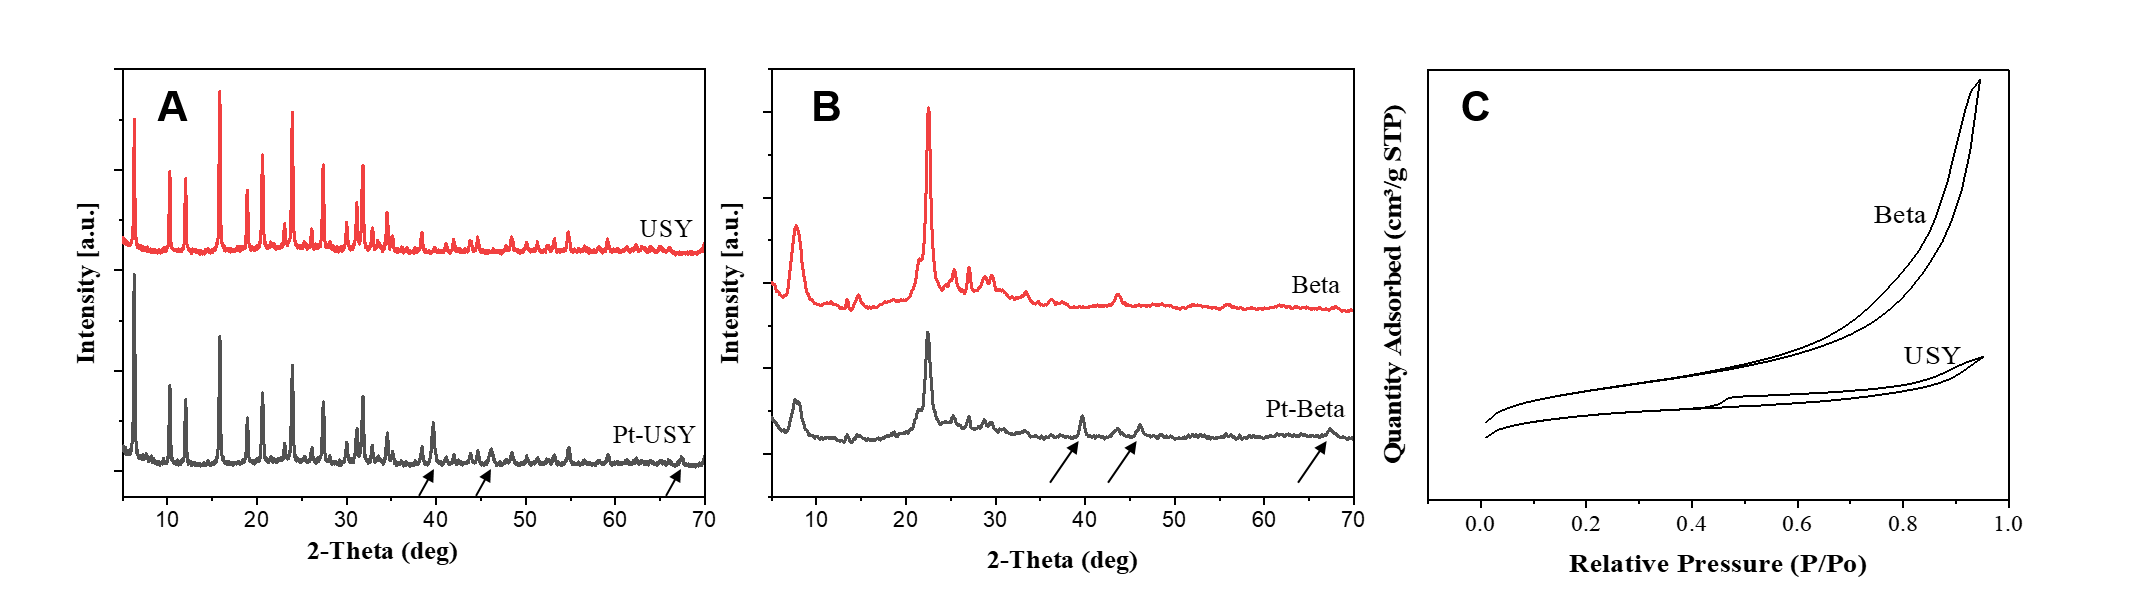 A
Intensity [a.u.]
USY
Pt-USY
10 20 30 40 50 60 70
2-Theta (deg)
B
Intensity [a.u.]
Beta
Pt-Beta
10 20 30 40 50 60 70
2-Theta (deg)
C
Quantity Adsorbed (cm³/g STP)
Beta
USY
0.0 0.2 0.4 0.6 0.8 1.0
Relative Pressure (P/Po)